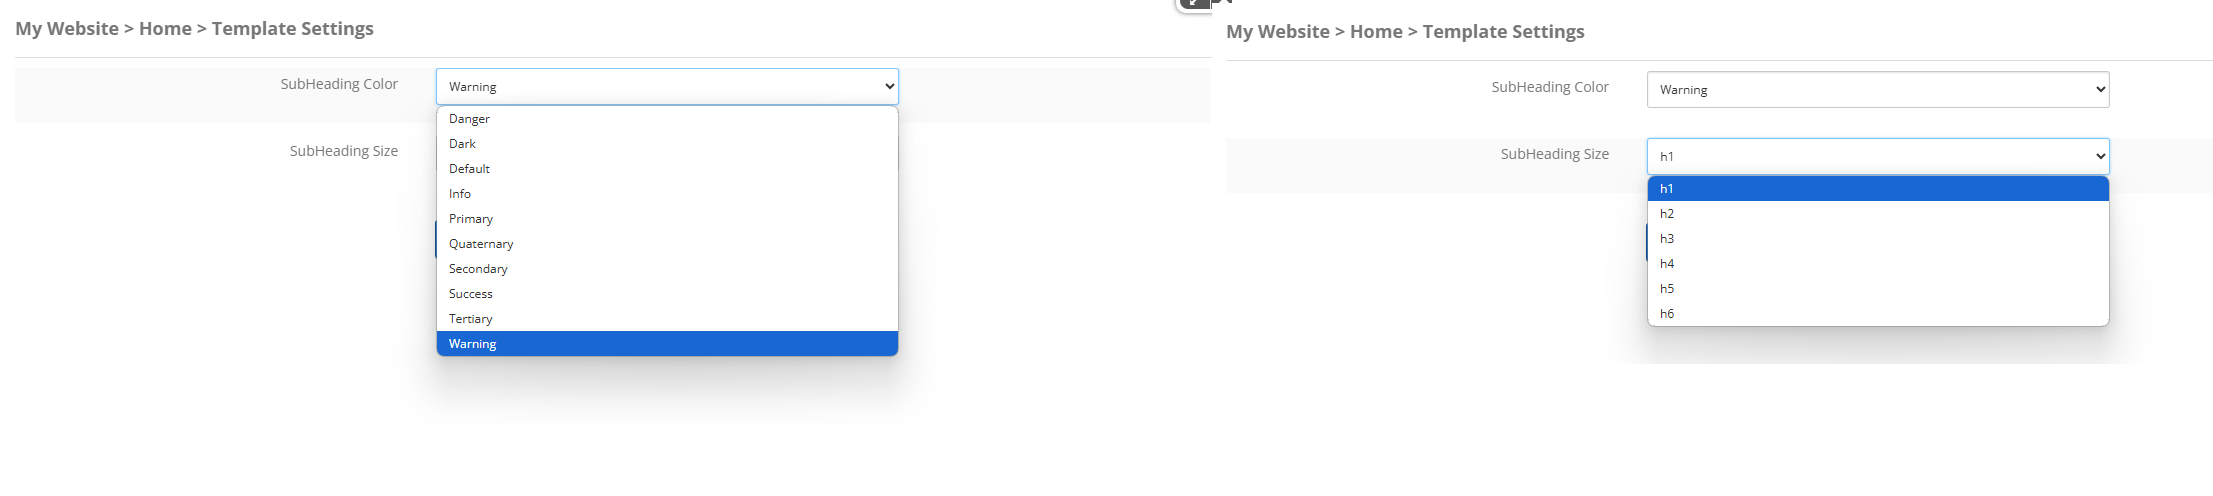 My Website > Home > Template Settings
SubHeading Color
Warning
Danger
Dark
Default
Info
Primary
Quaternary
Secondary
Success
Tertiary
Warning
SubHeading Size
My Website > Home > Template Settings
SubHeading Color
Warning
SubHeading Size
h1
h1
h2
h3
h4
h5
h6